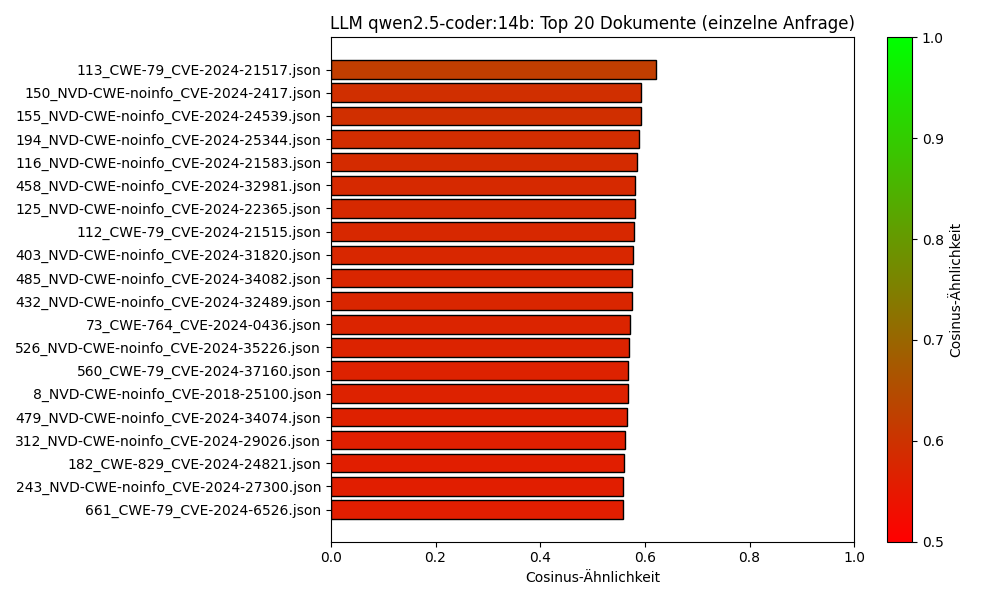 LLM qwen2.5-coder:14b: Top 20 Dokumente (einzelne Anfrage)
113_CWE-79_CVE-2024-21517.json
150_NVD-CWE-noinfo_CVE-2024-2417.json
155_NVD-CWE-noinfo_CVE-2024-24539.json
194_NVD-CWE-noinfo_CVE-2024-25344.json
116_NVD-CWE-noinfo_CVE-2024-21583.json
458_NVD-CWE-noinfo_CVE-2024-32981.json
125_NVD-CWE-noinfo_CVE-2024-22365.json
112_CWE-79_CVE-2024-21515.json
403_NVD-CWE-noinfo_CVE-2024-31820.json
485_NVD-CWE-noinfo_CVE-2024-34082.json
432_NVD-CWE-noinfo_CVE-2024-32489.json
73_CWE-764_CVE-2024-0436.json
526_NVD-CWE-noinfo_CVE-2024-35226.json
560_CWE-79_CVE-2024-37160.json
8_NVD-CWE-noinfo_CVE-2018-25100.json
479_NVD-CWE-noinfo_CVE-2024-34074.json
312_NVD-CWE-noinfo_CVE-2024-29026.json
182_CWE-829_CVE-2024-24821.json
243_NVD-CWE-noinfo_CVE-2024-27300.json
661_CWE-79_CVE-2024-6526.json
0.0 0.2 0.4 0.6 0.8 1.0
Cosinus-Ähnlichkeit
1.0
0.9
0.8
0.7
0.6
0.5
Cosinus-Ähnlichkeit